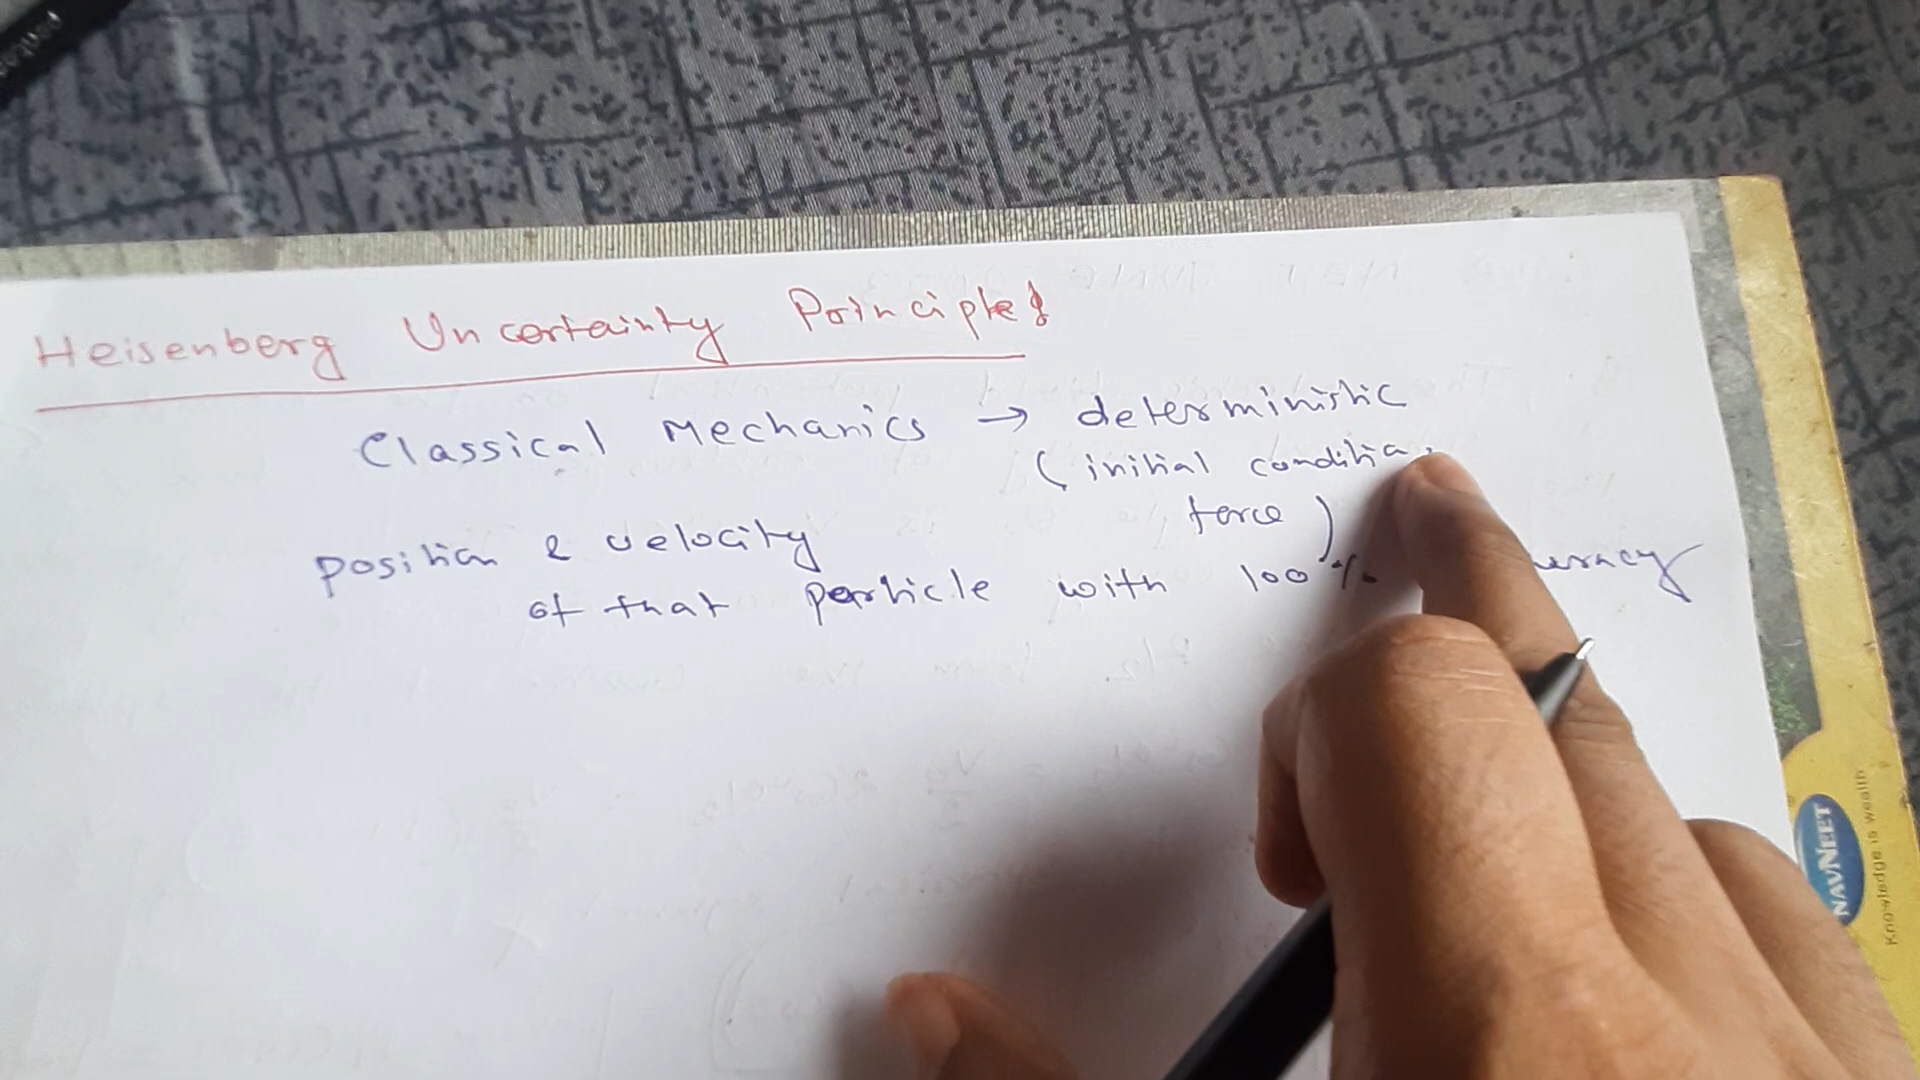 Heisenberg Uncertainty Principle!
Classical Mechanics → deterministic
(initial condition,
force)
position & velocity
of that particle with 100%
NAVNEET
Knowledge is wealth